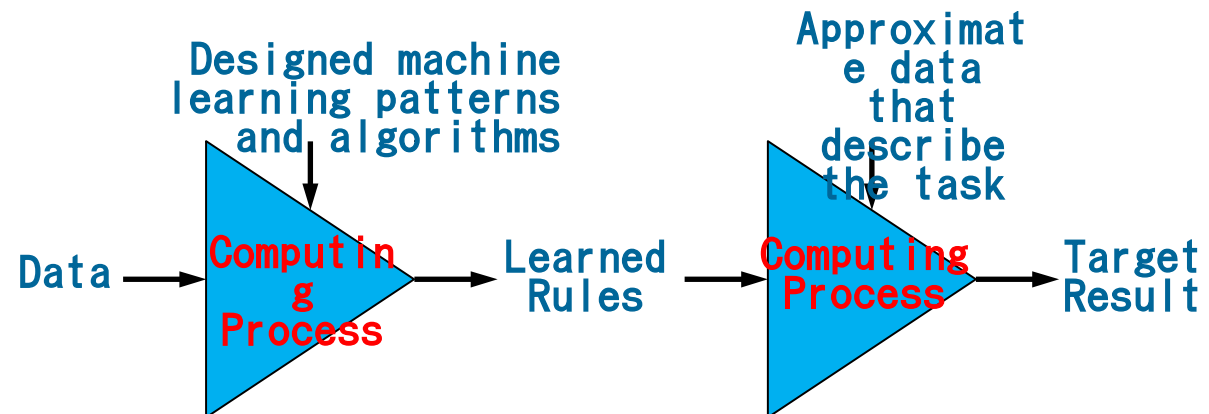 Designed machine
learning patterns
and algorithms
Approximat
e data
that
describe
the task
Data
Computin
g
Process
Learned
Rules
Computing
Process
Target
Result